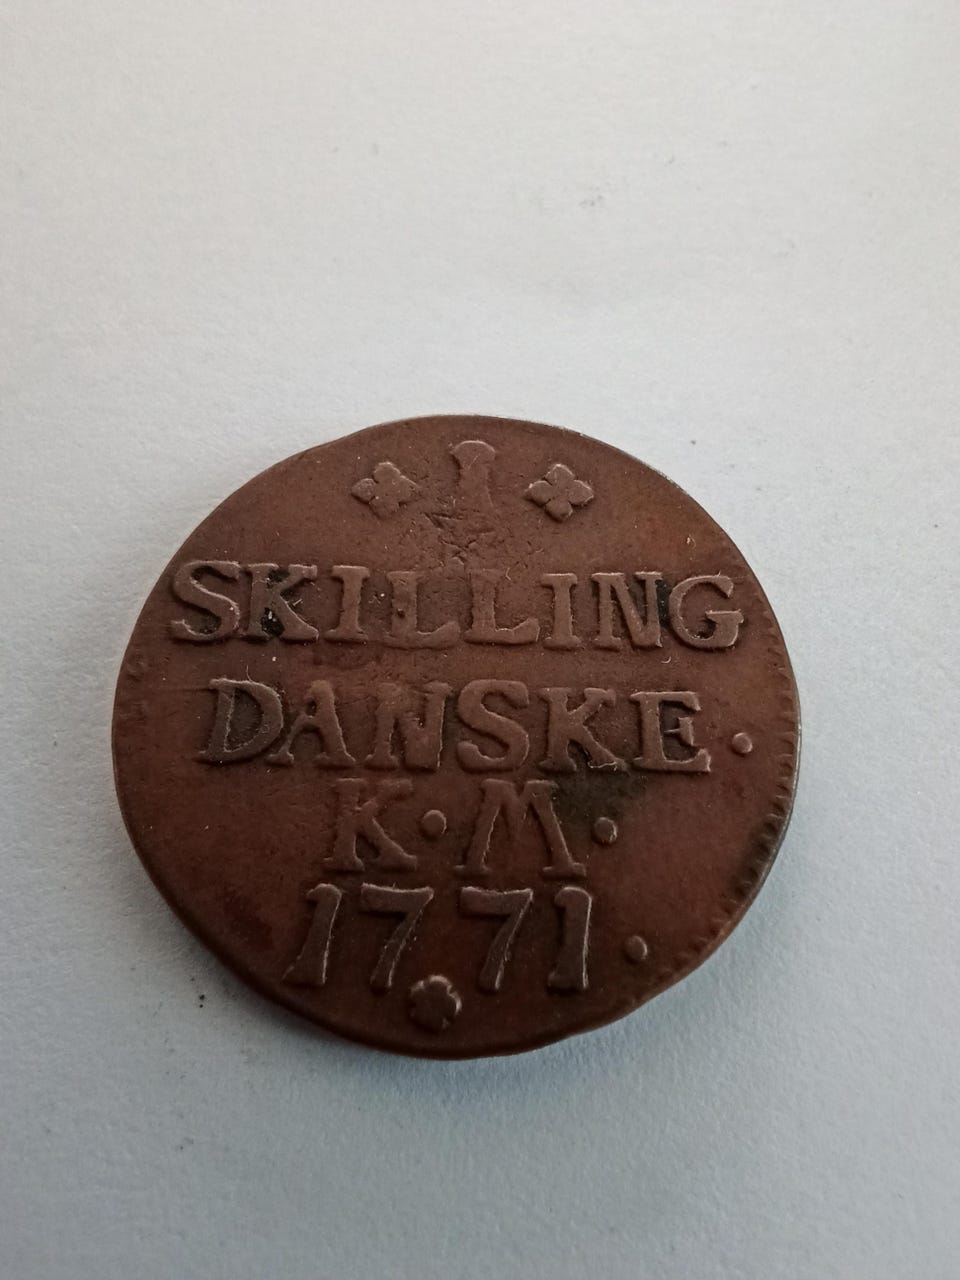 1
SKILLING
DANSKE.
K·M·
1771.